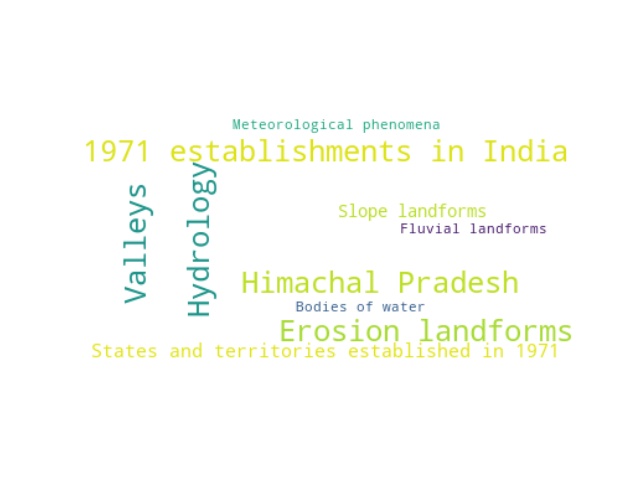 Meteorological phenomena
1971 establishments in India
Valleys
Hydrology
Slope landforms
Fluvial landforms
Himachal Pradesh
Bodies of water
Erosion landforms
States and territories established in 1971